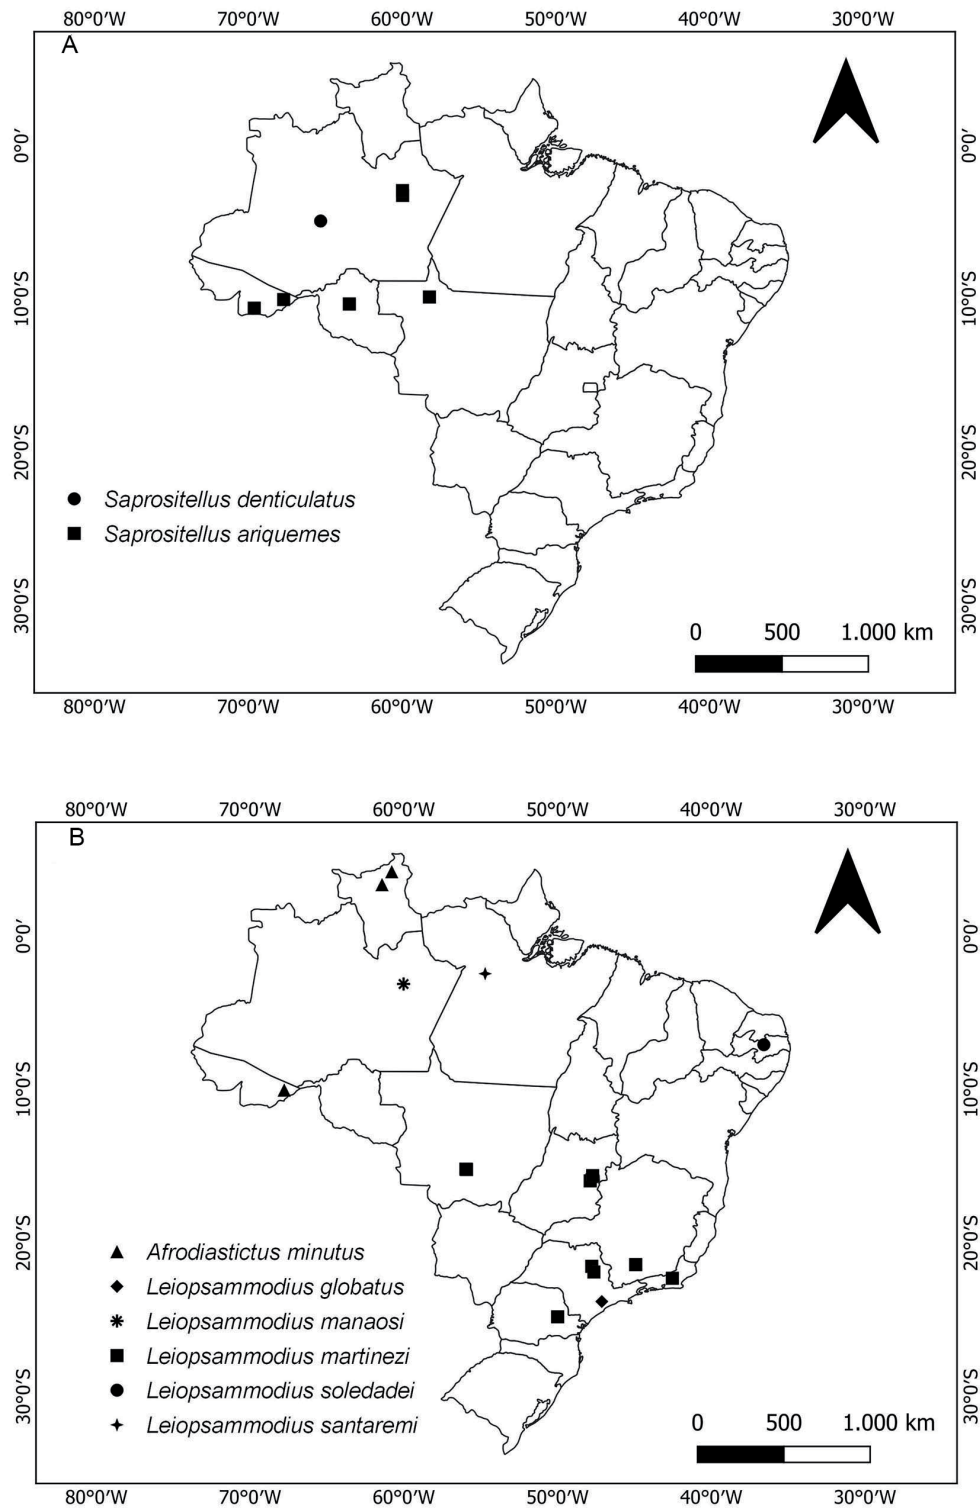 80°0′W 70°0′W 60°0′W 50°0′W 40°0′W 30°0′W
A
0°0′ 0°0′
10°0′S 10°0′S
20°0′S 20°0′S
Saprositellus denticulatus
Saprositellus ariquemes
30°0′S 30°0′S
0 500 1.000 km
80°0′W 70°0′W 60°0′W 50°0′W 40°0′W 30°0′W
80°0′W 70°0′W 60°0′W 50°0′W 40°0′W 30°0′W
B
0°0′ 0°0′
10°0′S 10°0′S
20°0′S 20°0′S
Afrodiastictus minutus
Leiopsammodius globatus
Leiopsammodius manaosi
Leiopsammodius martinezi
Leiopsammodius soledadei
Leiopsammodius santaremi
30°0′S 30°0′S
0 500 1.000 km
80°0′W 70°0′W 60°0′W 50°0′W 40°0′W 30°0′W